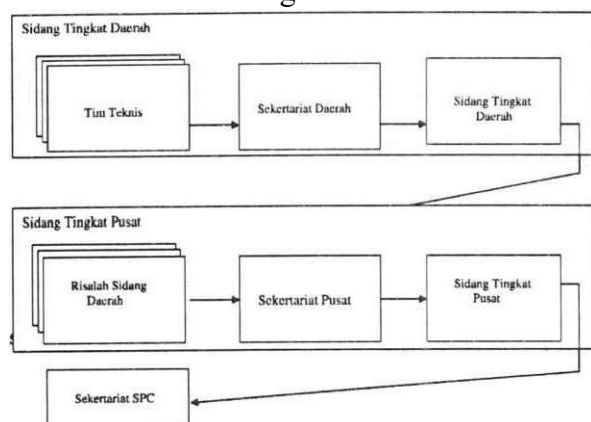 Sidang Tingkat Daerah
Tim Teknis
Sekertariat Daerah
Sidang Tingkat
Daerah
Sidang Tingkat Pusat
Risalah Sidang
Daerah
Sekertariat Pusat
Sidang Tingkat
Pusat
Sekertariat SPC